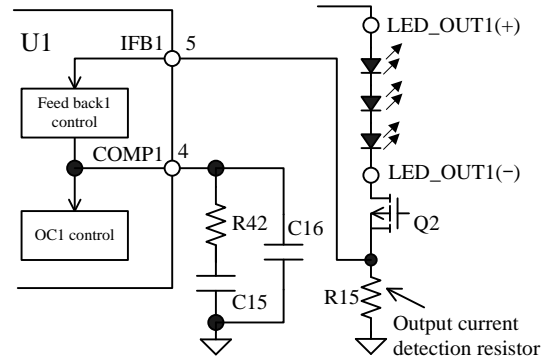 U1
IFB1
5
LED_OUT1(+)
Feed back1
control
COMP1
4
LED_OUT1(−)
OC1 control
R42
C16
Q2
C15
R15
Output current
detection resistor